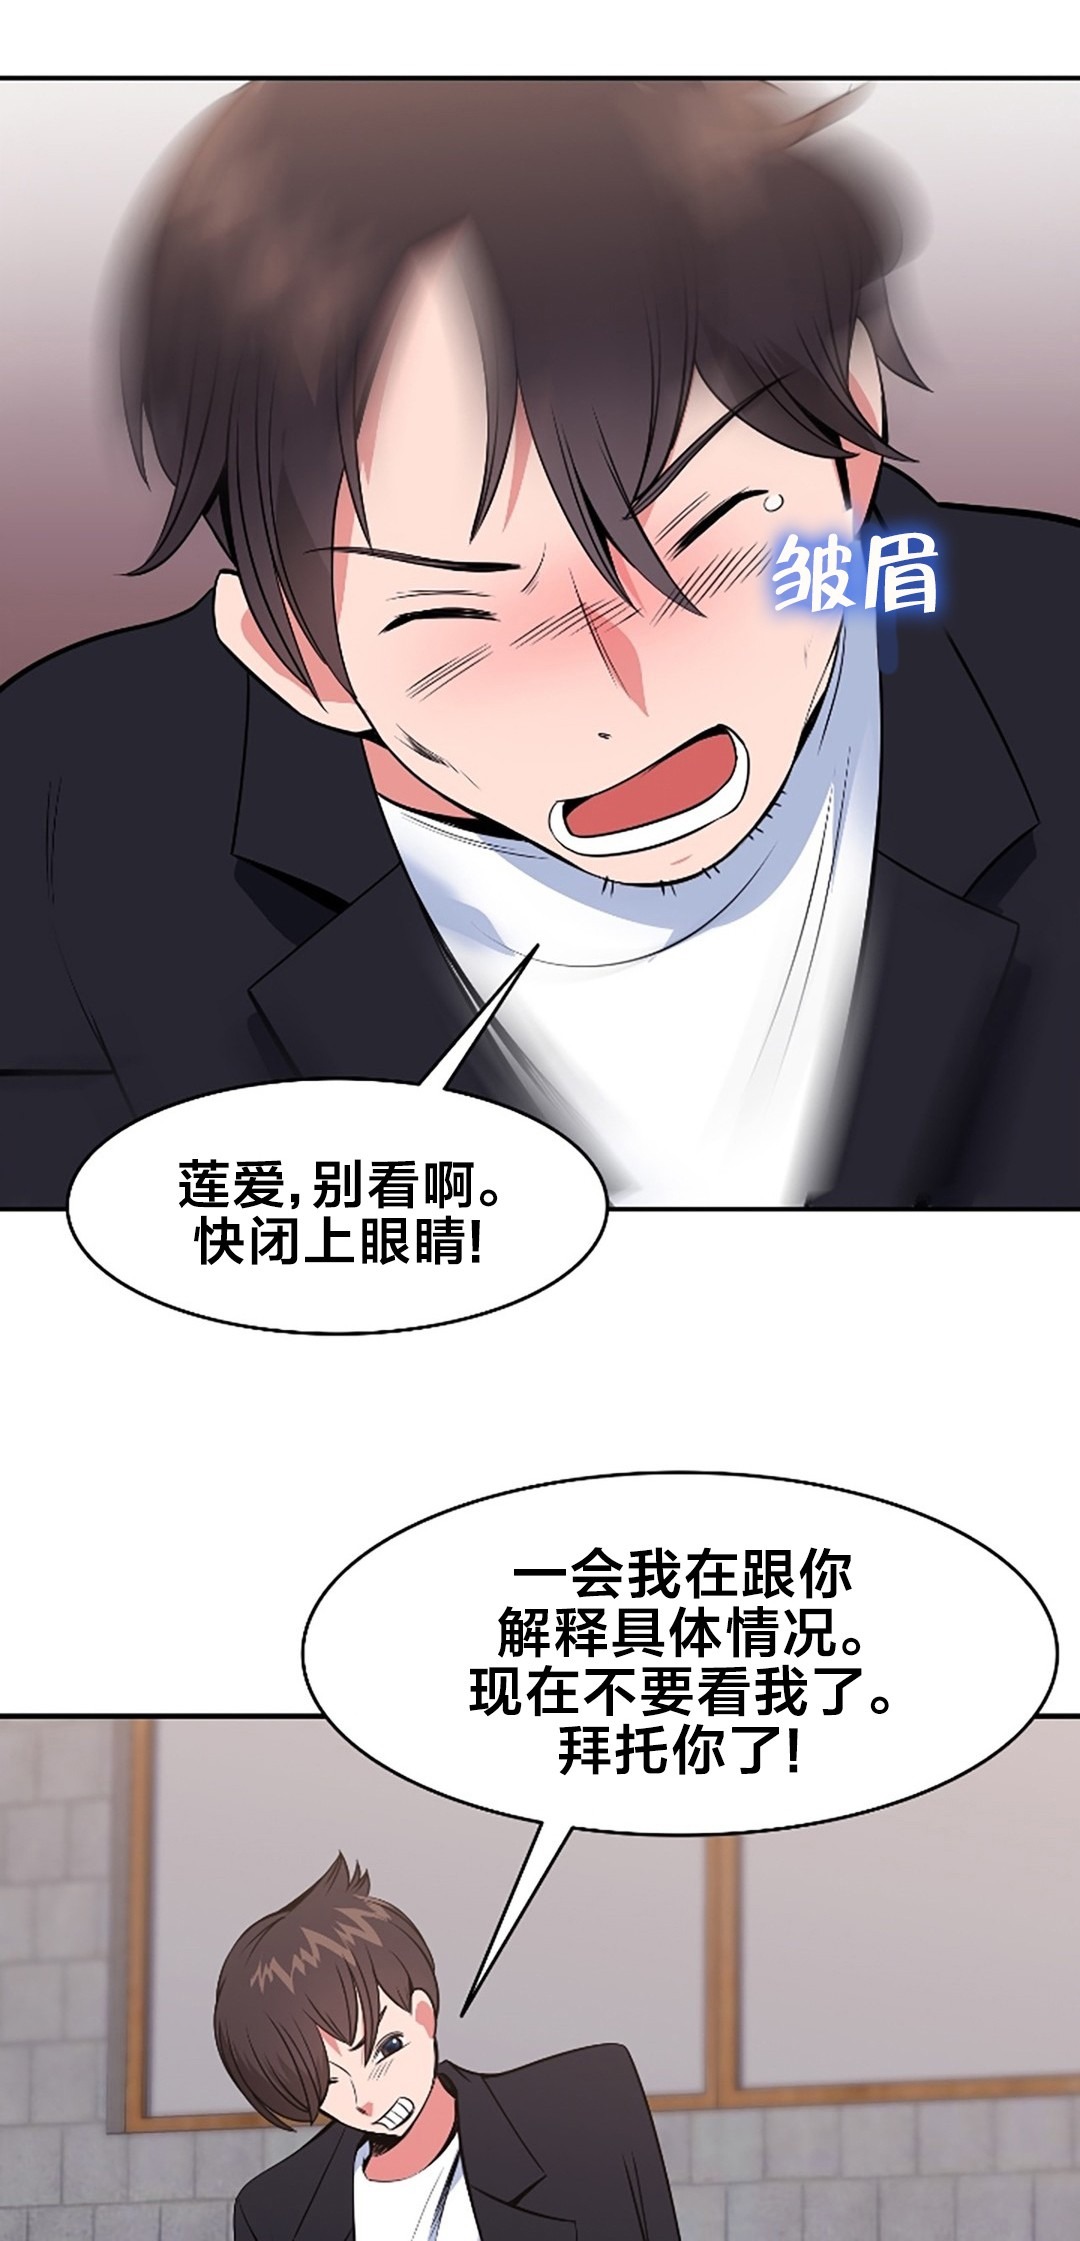 皱眉
莲爱,别看啊。
快闭上眼睛!
一会我在跟你
解释具体情况。
现在不要看我了。
拜托你了!